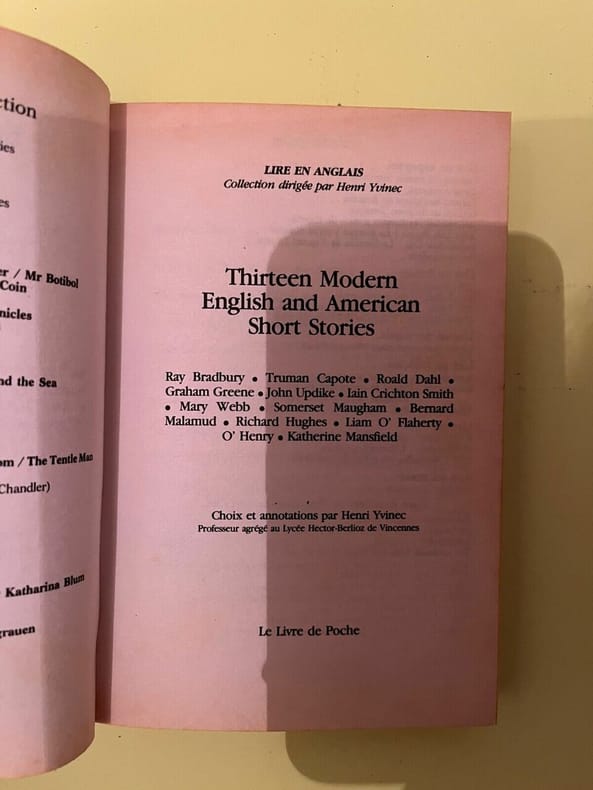 ction
ies
es
er / Mr Botibol
Coin
nicles
nd the Sea
om / The Tentle Man
Chandler)
Katharina Blum
grauen
LIRE EN ANGLAIS
Collection dirigée par Henri Yvinec
Thirteen Modern
English and American
Short Stories
Ray Bradbury • Truman Capote • Roald Dahl •
Graham Greene • John Updike • Iain Crichton Smith
• Mary Webb • Somerset Maugham • Bernard
Malamud • Richard Hughes • Liam O' Flaherty •
O' Henry • Katherine Mansfield
Choix et annotations par Henri Yvinec
Professeur agrégé au Lycée Hector-Berlioz de Vincennes
Le Livre de Poche